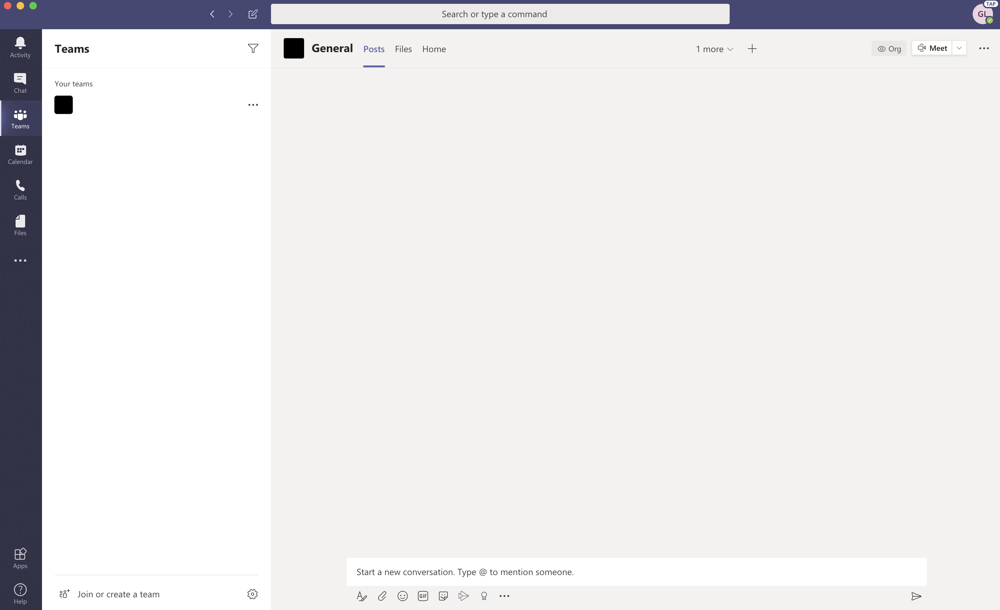 Search or type a command
TAP
GL
Activity
Chat
Teams
Calendar
Calls
Files
Apps
Help
Teams
Your teams
Join or create a team
General
Posts
Files
Home
1 more
Org
Meet
Start a new conversation. Type @ to mention someone.
GIF